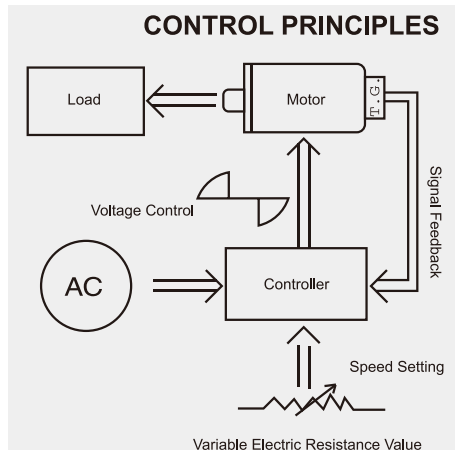 CONTROL PRINCIPLES
Load
Motor
T.G.
Signal Feedback
Voltage Control
AC
Controller
Speed Setting
Variable Electric Resistance Value